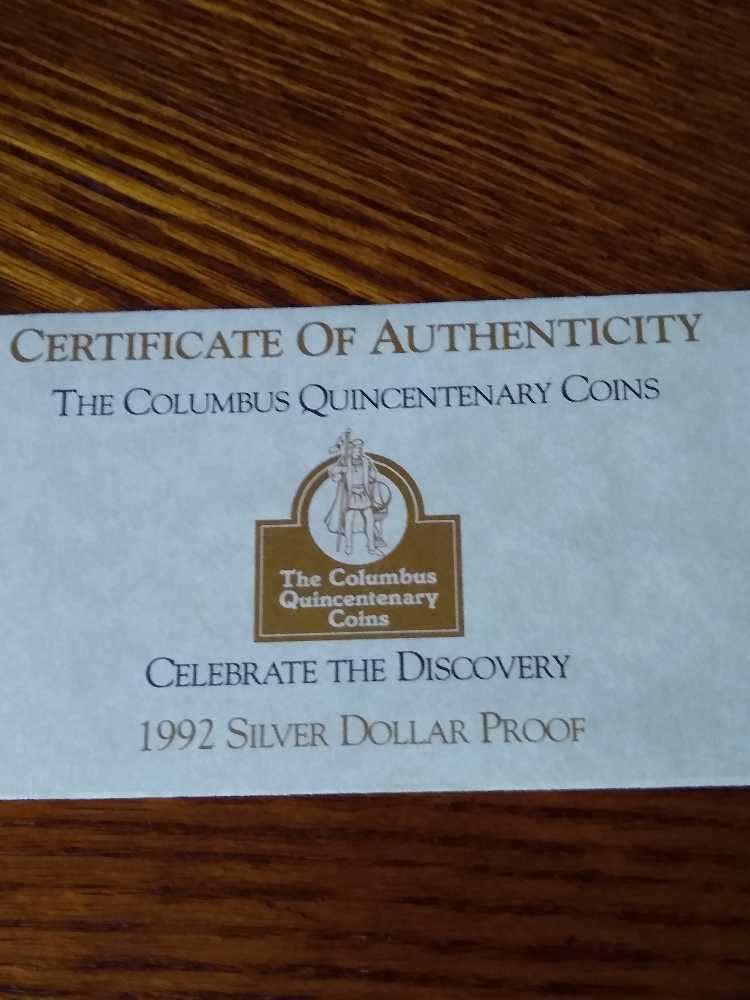 CERTIFICATE OF AUTHENTICITY
THE COLUMBUS QUINCENTENARY COINS
The Columbus
Quincentenary
Coins
CELEBRATE THE DISCOVERY
1992 SILVER DOLLAR PROOF